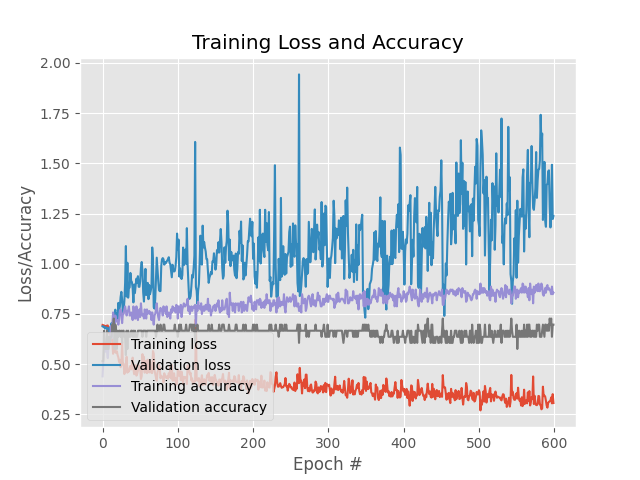 Training Loss and Accuracy
Loss/Accuracy
2.00
1.75
1.50
1.25
1.00
0.75
0.50
0.25
Training loss
Validation loss
Training accuracy
Validation accuracy
0 100 200 300 400 500 600
Epoch #